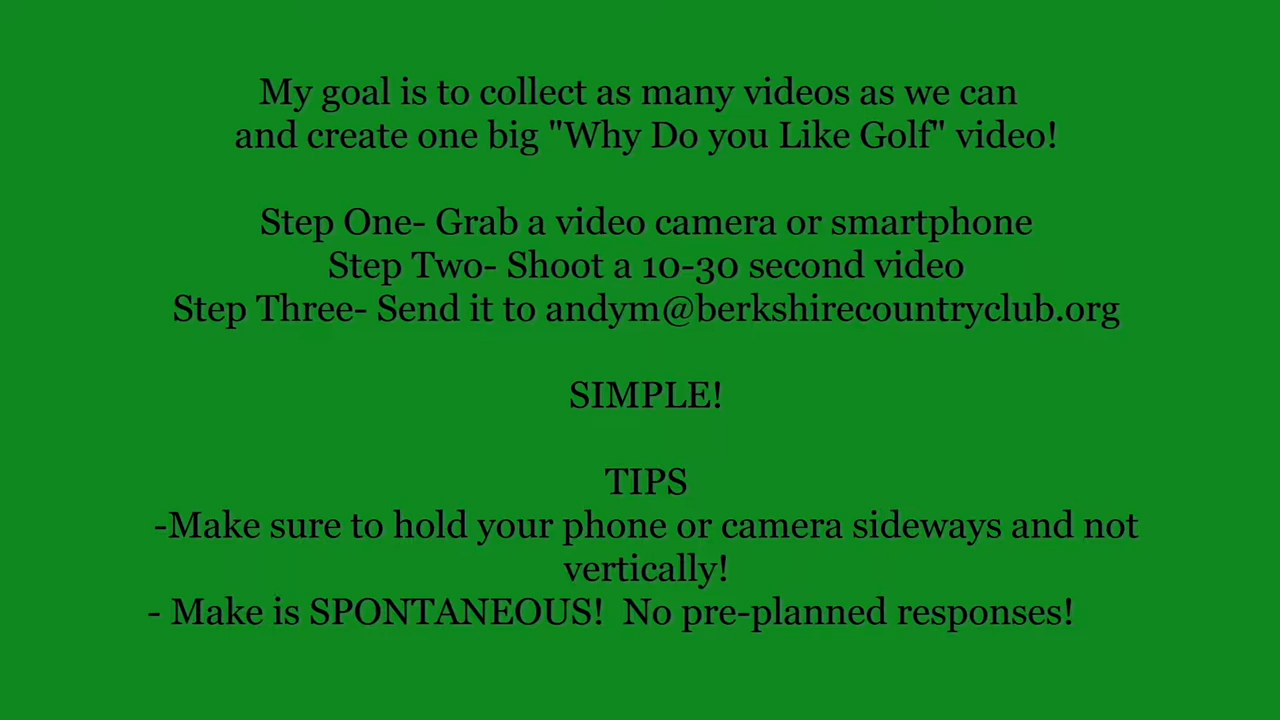 My goal is to collect as many videos as we can
and create one big "Why Do you Like Golf" video!
Step One- Grab a video camera or smartphone
Step Two- Shoot a 10-30 second video
Step Three- Send it to andym@berkshirecountryclub.org
SIMPLE!
TIPS
-Make sure to hold your phone or camera sideways and not
vertically!
- Make is SPONTANEOUS!  No pre-planned responses!